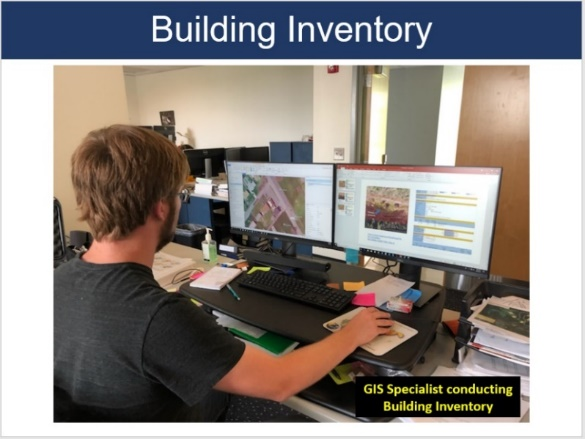 Building Inventory
GIS Specialist conducting
Building Inventory